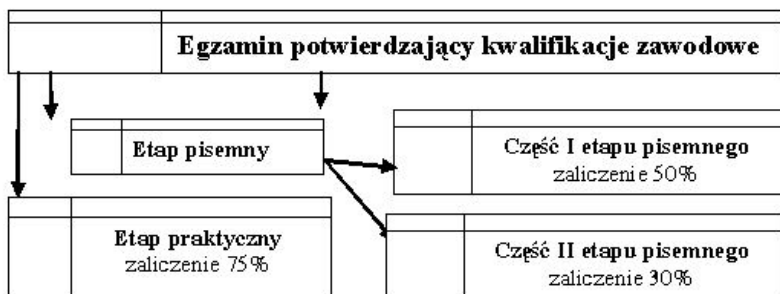 Egzamin potwierdzający kwalifikacje zawodowe
Etap pisemny
Część I etapu pisemnego
zaliczenie 50%
Etap praktyczny
zaliczenie 75%
Część II etapu pisemnego
zaliczenie 30%